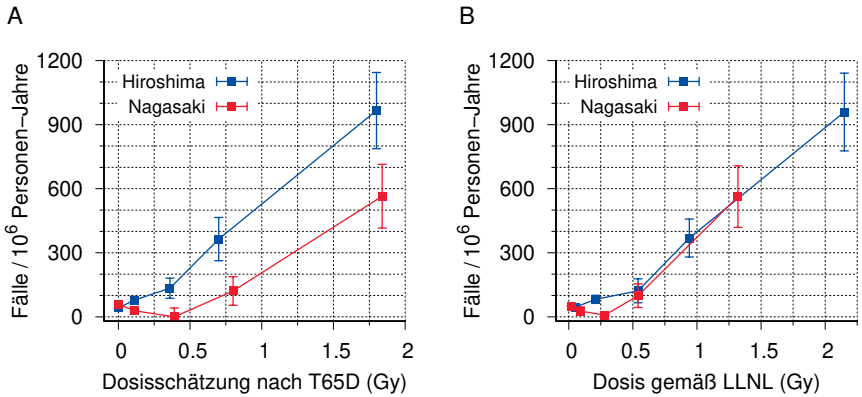 A
Fälle / 10⁶ Personen–Jahre
1200
900
600
300
0
Hiroshima
Nagasaki
0 0.5 1 1.5 2
Dosisschätzung nach T65D (Gy)
B
Fälle / 10⁶ Personen–Jahre
1200
900
600
300
0
Hiroshima
Nagasaki
0 0.5 1 1.5 2
Dosis gemäß LLNL (Gy)